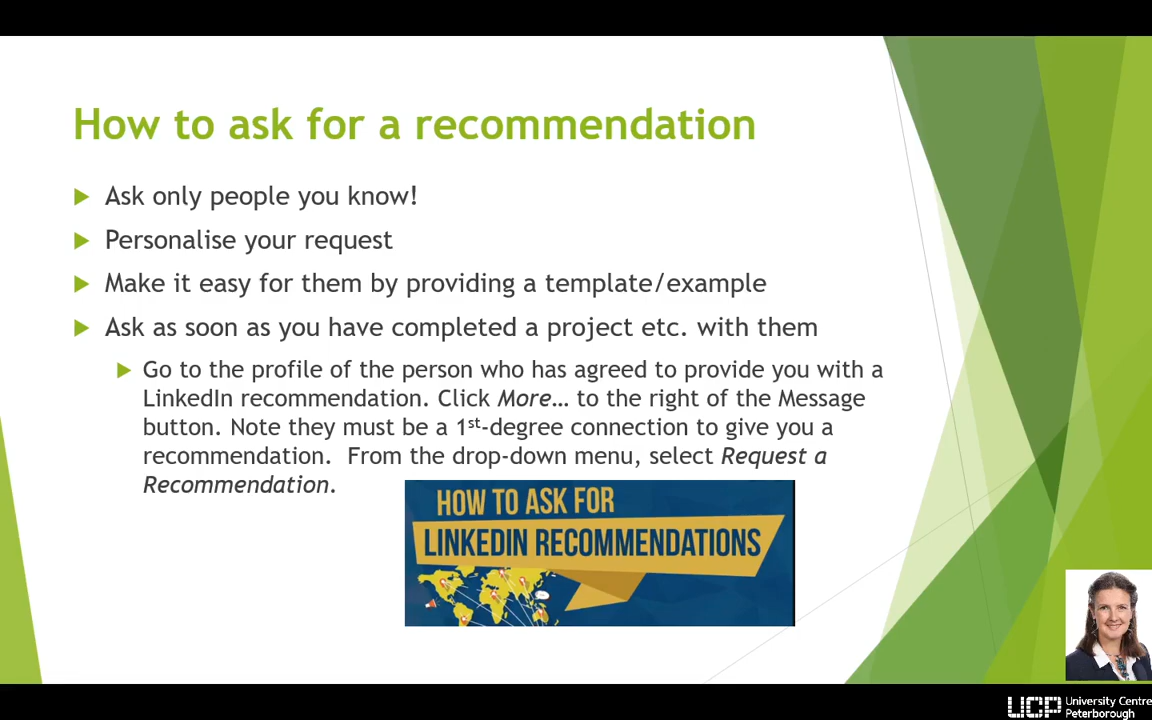 How to ask for a recommendation
Ask only people you know!
Personalise your request
Make it easy for them by providing a template/example
Ask as soon as you have completed a project etc. with them
Go to the profile of the person who has agreed to provide you with a
LinkedIn recommendation. Click More… to the right of the Message
button. Note they must be a 1st-degree connection to give you a
recommendation. From the drop-down menu, select Request a
Recommendation.
HOW TO ASK FOR
LINKEDIN RECOMMENDATIONS
UCP University Centre
Peterborough